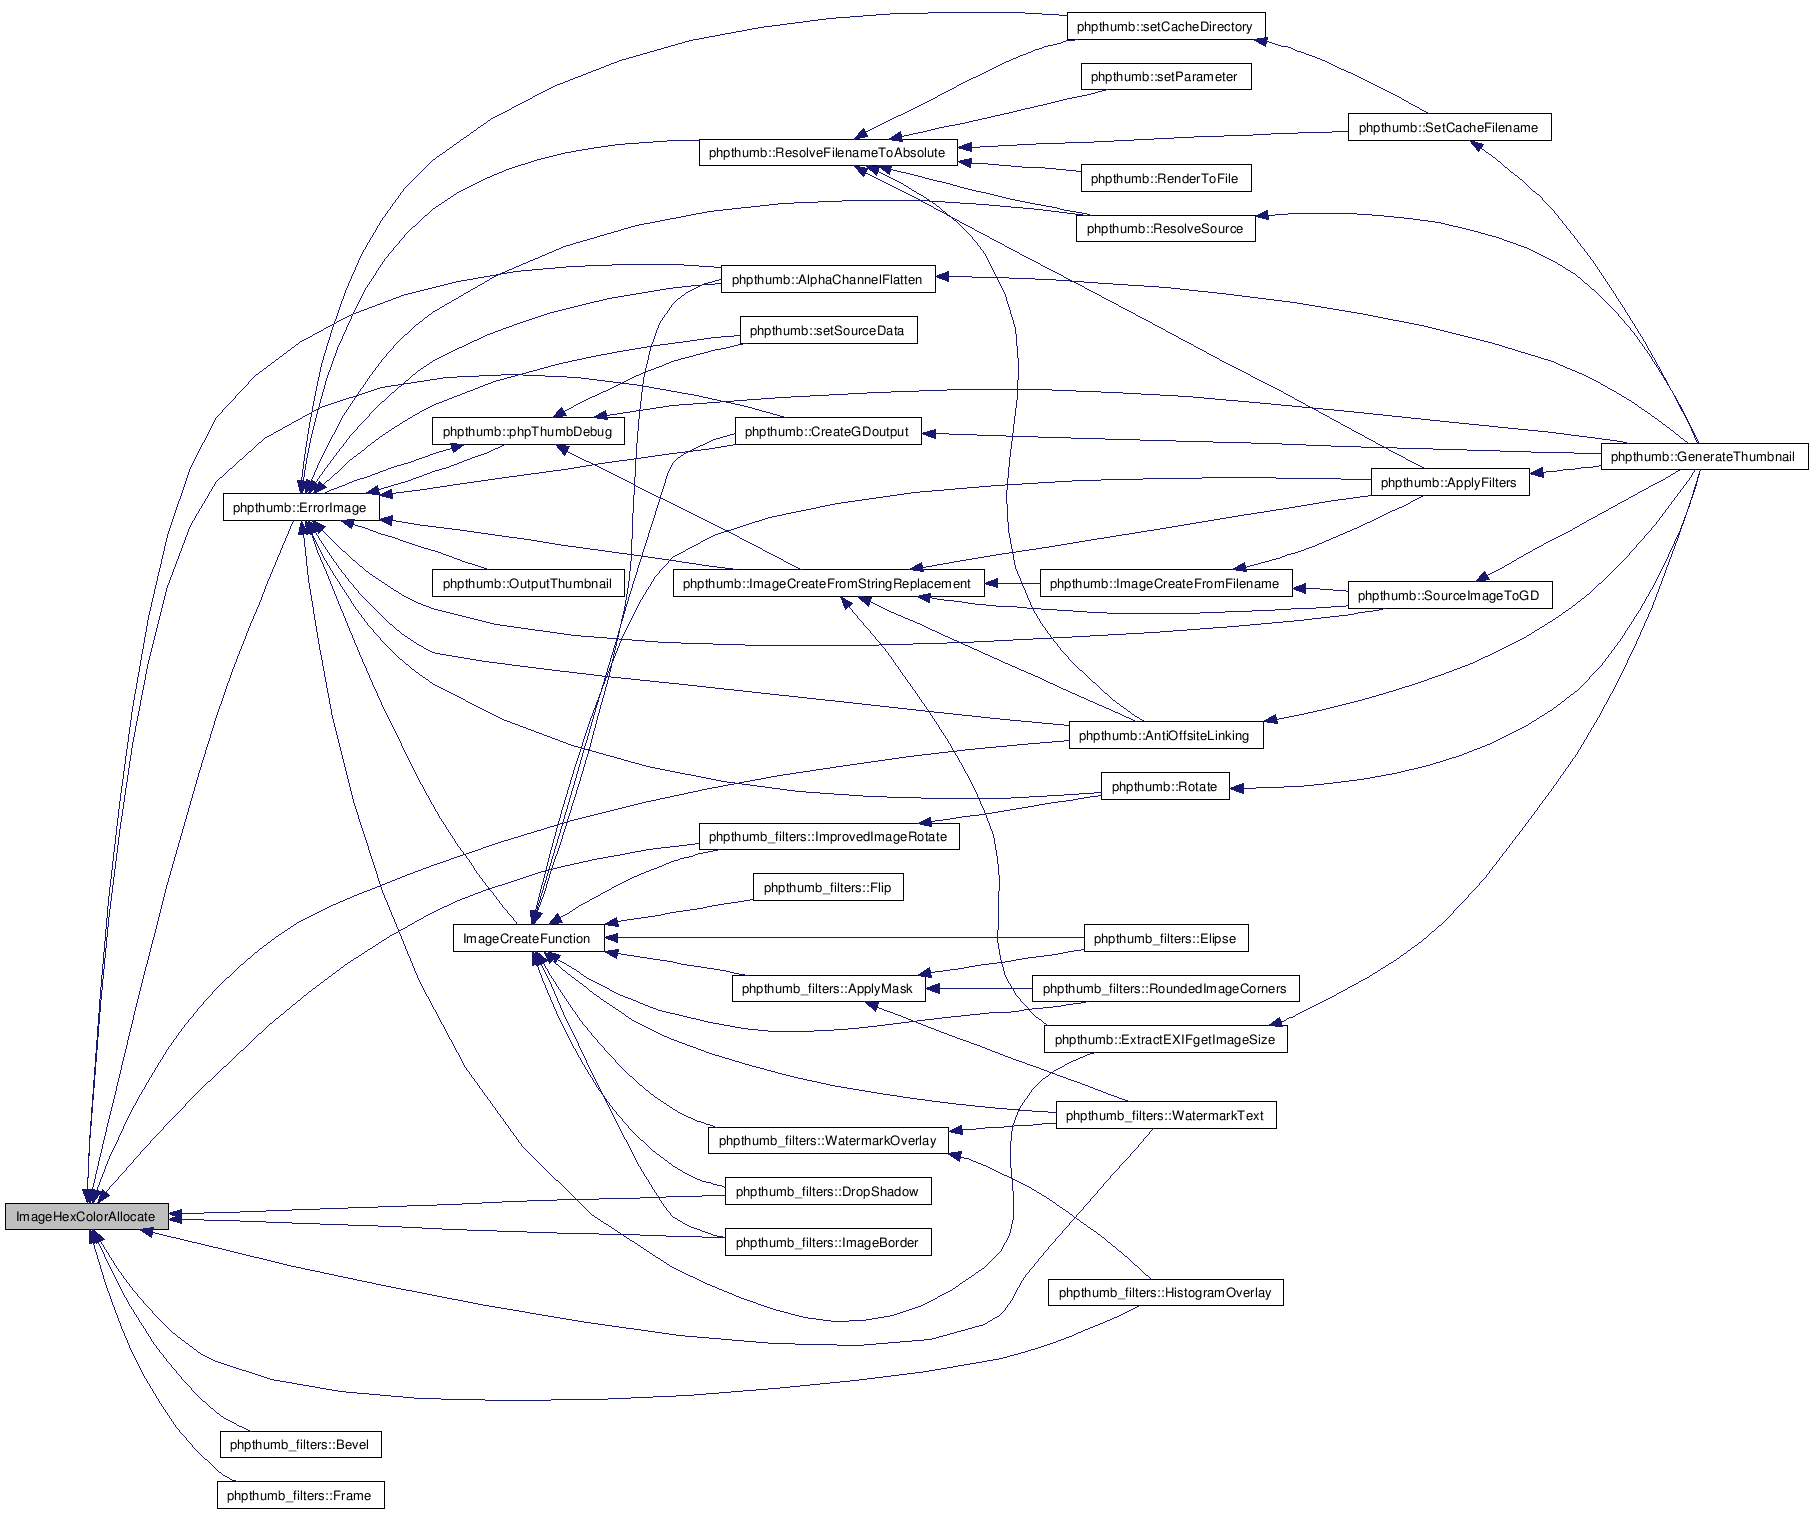 phpthumb::setCacheDirectory
phpthumb::setParameter
phpthumb::SetCacheFilename
phpthumb::ResolveFilenameToAbsolute
phpthumb::RenderToFile
phpthumb::ResolveSource
phpthumb::AlphaChannelFlatten
phpthumb::setSourceData
phpthumb::phpThumbDebug
phpthumb::CreateGDoutput
phpthumb::GenerateThumbnail
phpthumb::ApplyFilters
phpthumb::ErrorImage
phpthumb::OutputThumbnail
phpthumb::ImageCreateFromStringReplacement
phpthumb::ImageCreateFromFilename
phpthumb::SourceImageToGD
phpthumb::AntiOffsiteLinking
phpthumb::Rotate
phpthumb_filters::ImprovedImageRotate
phpthumb_filters::Flip
ImageCreateFunction
phpthumb_filters::Elipse
phpthumb_filters::ApplyMask
phpthumb_filters::RoundedImageCorners
phpthumb::ExtractEXIFgetImageSize
phpthumb_filters::WatermarkText
phpthumb_filters::WatermarkOverlay
phpthumb_filters::DropShadow
ImageHexColorAllocate
phpthumb_filters::ImageBorder
phpthumb_filters::HistogramOverlay
phpthumb_filters::Bevel
phpthumb_filters::Frame